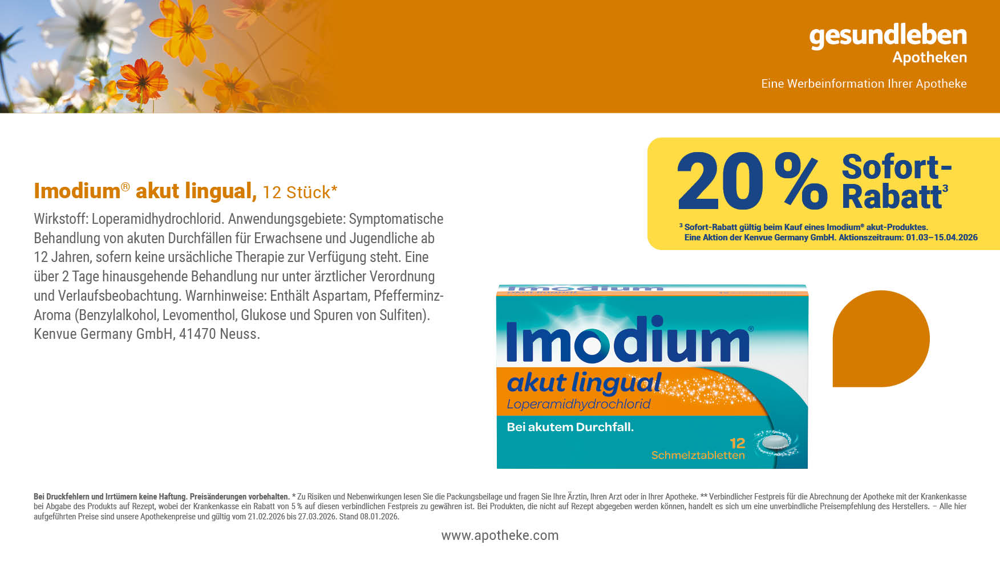 gesundleben
Apotheken
Eine Werbeinformation Ihrer Apotheke
20 % Sofort-
Rabatt³
³ Sofort-Rabatt gültig beim Kauf eines Imodium® akut-Produktes.
Eine Aktion der Kenvue Germany GmbH. Aktionszeitraum: 01.03–15.04.2026
Imodium® akut lingual, 12 Stück*
Wirkstoff: Loperamidhydrochlorid. Anwendungsgebiete: Symptomatische
Behandlung von akuten Durchfällen für Erwachsene und Jugendliche ab
12 Jahren, sofern keine ursächliche Therapie zur Verfügung steht. Eine
über 2 Tage hinausgehende Behandlung nur unter ärztlicher Verordnung
und Verlaufsbeobachtung. Warnhinweise: Enthält Aspartam, Pfefferminz-
Aroma (Benzylalkohol, Levomenthol, Glukose und Spuren von Sulfiten).
Kenvue Germany GmbH, 41470 Neuss.
Imodium
akut lingual
Imodium®
akut lingual
Loperamidhydrochlorid
Bei akutem Durchfall.
12
Schmelztabletten
Bei Druckfehlern und Irrtümern keine Haftung. Preisänderungen vorbehalten. * Zu Risiken und Nebenwirkungen lesen Sie die Packungsbeilage und fragen Sie Ihre Ärztin, Ihren Arzt oder in Ihrer Apotheke. ** Verbindlicher Festpreis für die Abrechnung der Apotheke mit der Krankenkasse
bei Abgabe des Produkts auf Rezept, wobei der Krankenkasse ein Rabatt von 5 % auf diesen verbindlichen Festpreis zu gewähren ist. Bei Produkten, die nicht auf Rezept abgegeben werden können, handelt es sich um eine unverbindliche Preisempfehlung des Herstellers. – Alle hier
aufgeführten Preise sind unsere Apothekenpreise und gültig vom 21.02.2026 bis 27.03.2026. Stand 08.01.2026.
www.apotheke.com